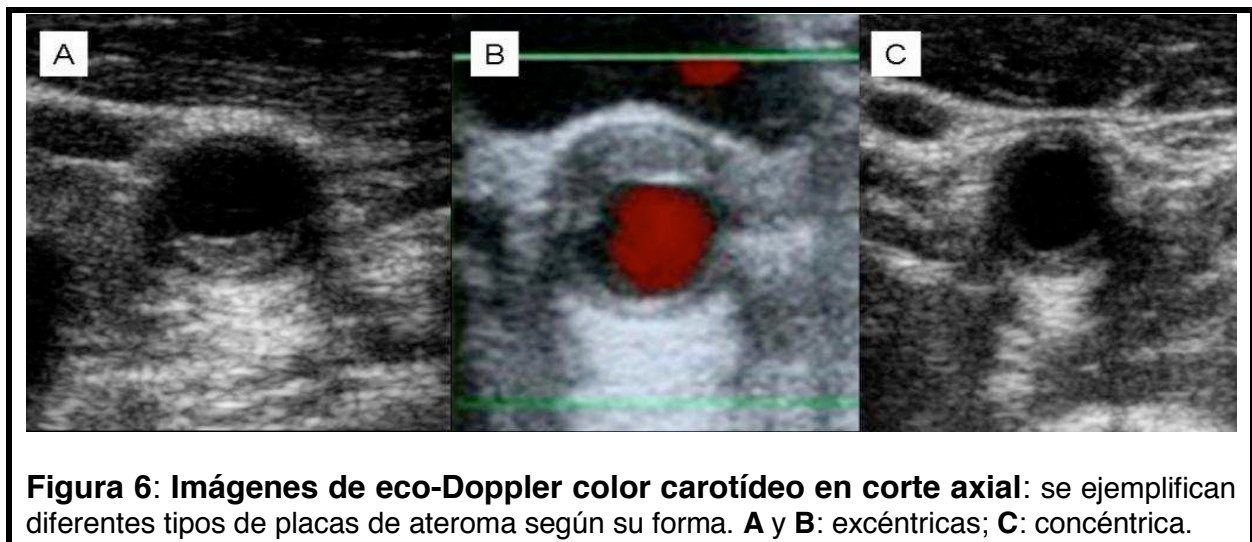 A
B
C
Figura 6: Imágenes de eco-Doppler color carotídeo en corte axial: se ejemplifican
diferentes tipos de placas de ateroma según su forma. A y B: excéntricas; C: concéntrica.